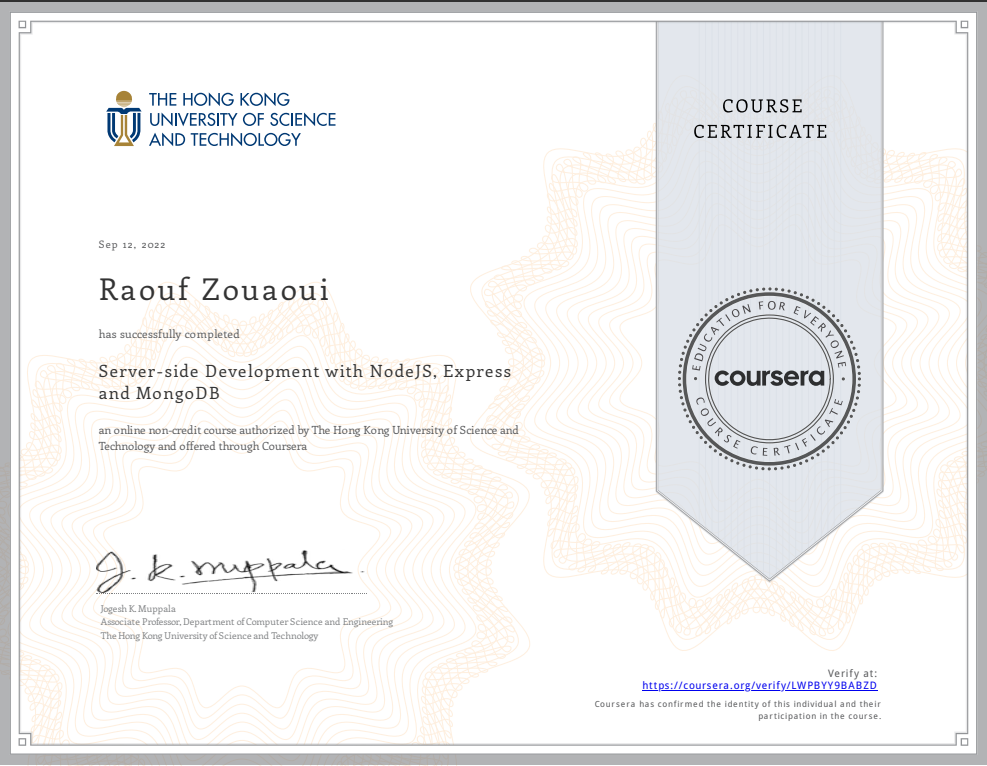 THE HONG KONG
UNIVERSITY OF SCIENCE
AND TECHNOLOGY
COURSE
CERTIFICATE
Sep 12, 2022
Raouf Zouaoui
has successfully completed
Server-side Development with NodeJS, Express
and MongoDB
an online non-credit course authorized by The Hong Kong University of Science and
Technology and offered through Coursera
EDUCATION FOR EVERYONE
coursera
COURSE CERTIFICATE
J. K. Muppala
Jogesh K. Muppala
Associate Professor, Department of Computer Science and Engineering
The Hong Kong University of Science and Technology
Verify at:
https://coursera.org/verify/LWPBYY9BABZD
Coursera has confirmed the identity of this individual and their
participation in the course.